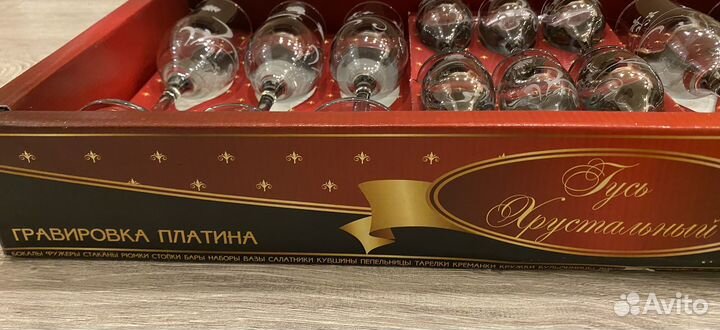 Гусь
Хрустальный
ГРАВИРОВКА ПЛАТИНА
БОКАЛЫ ФУЖЕРЫ СТАКАНЫ РЮМКИ СТОПКИ БАРЫ НАБОРЫ ВАЗЫ САЛАТНИКИ КУВШИНЫ ПЕПЕЛЬНИЦЫ ТАРЕЛКИ КРЕМАНКИ КРУЖКИ БУЛЬОННИЦЫ
Avito